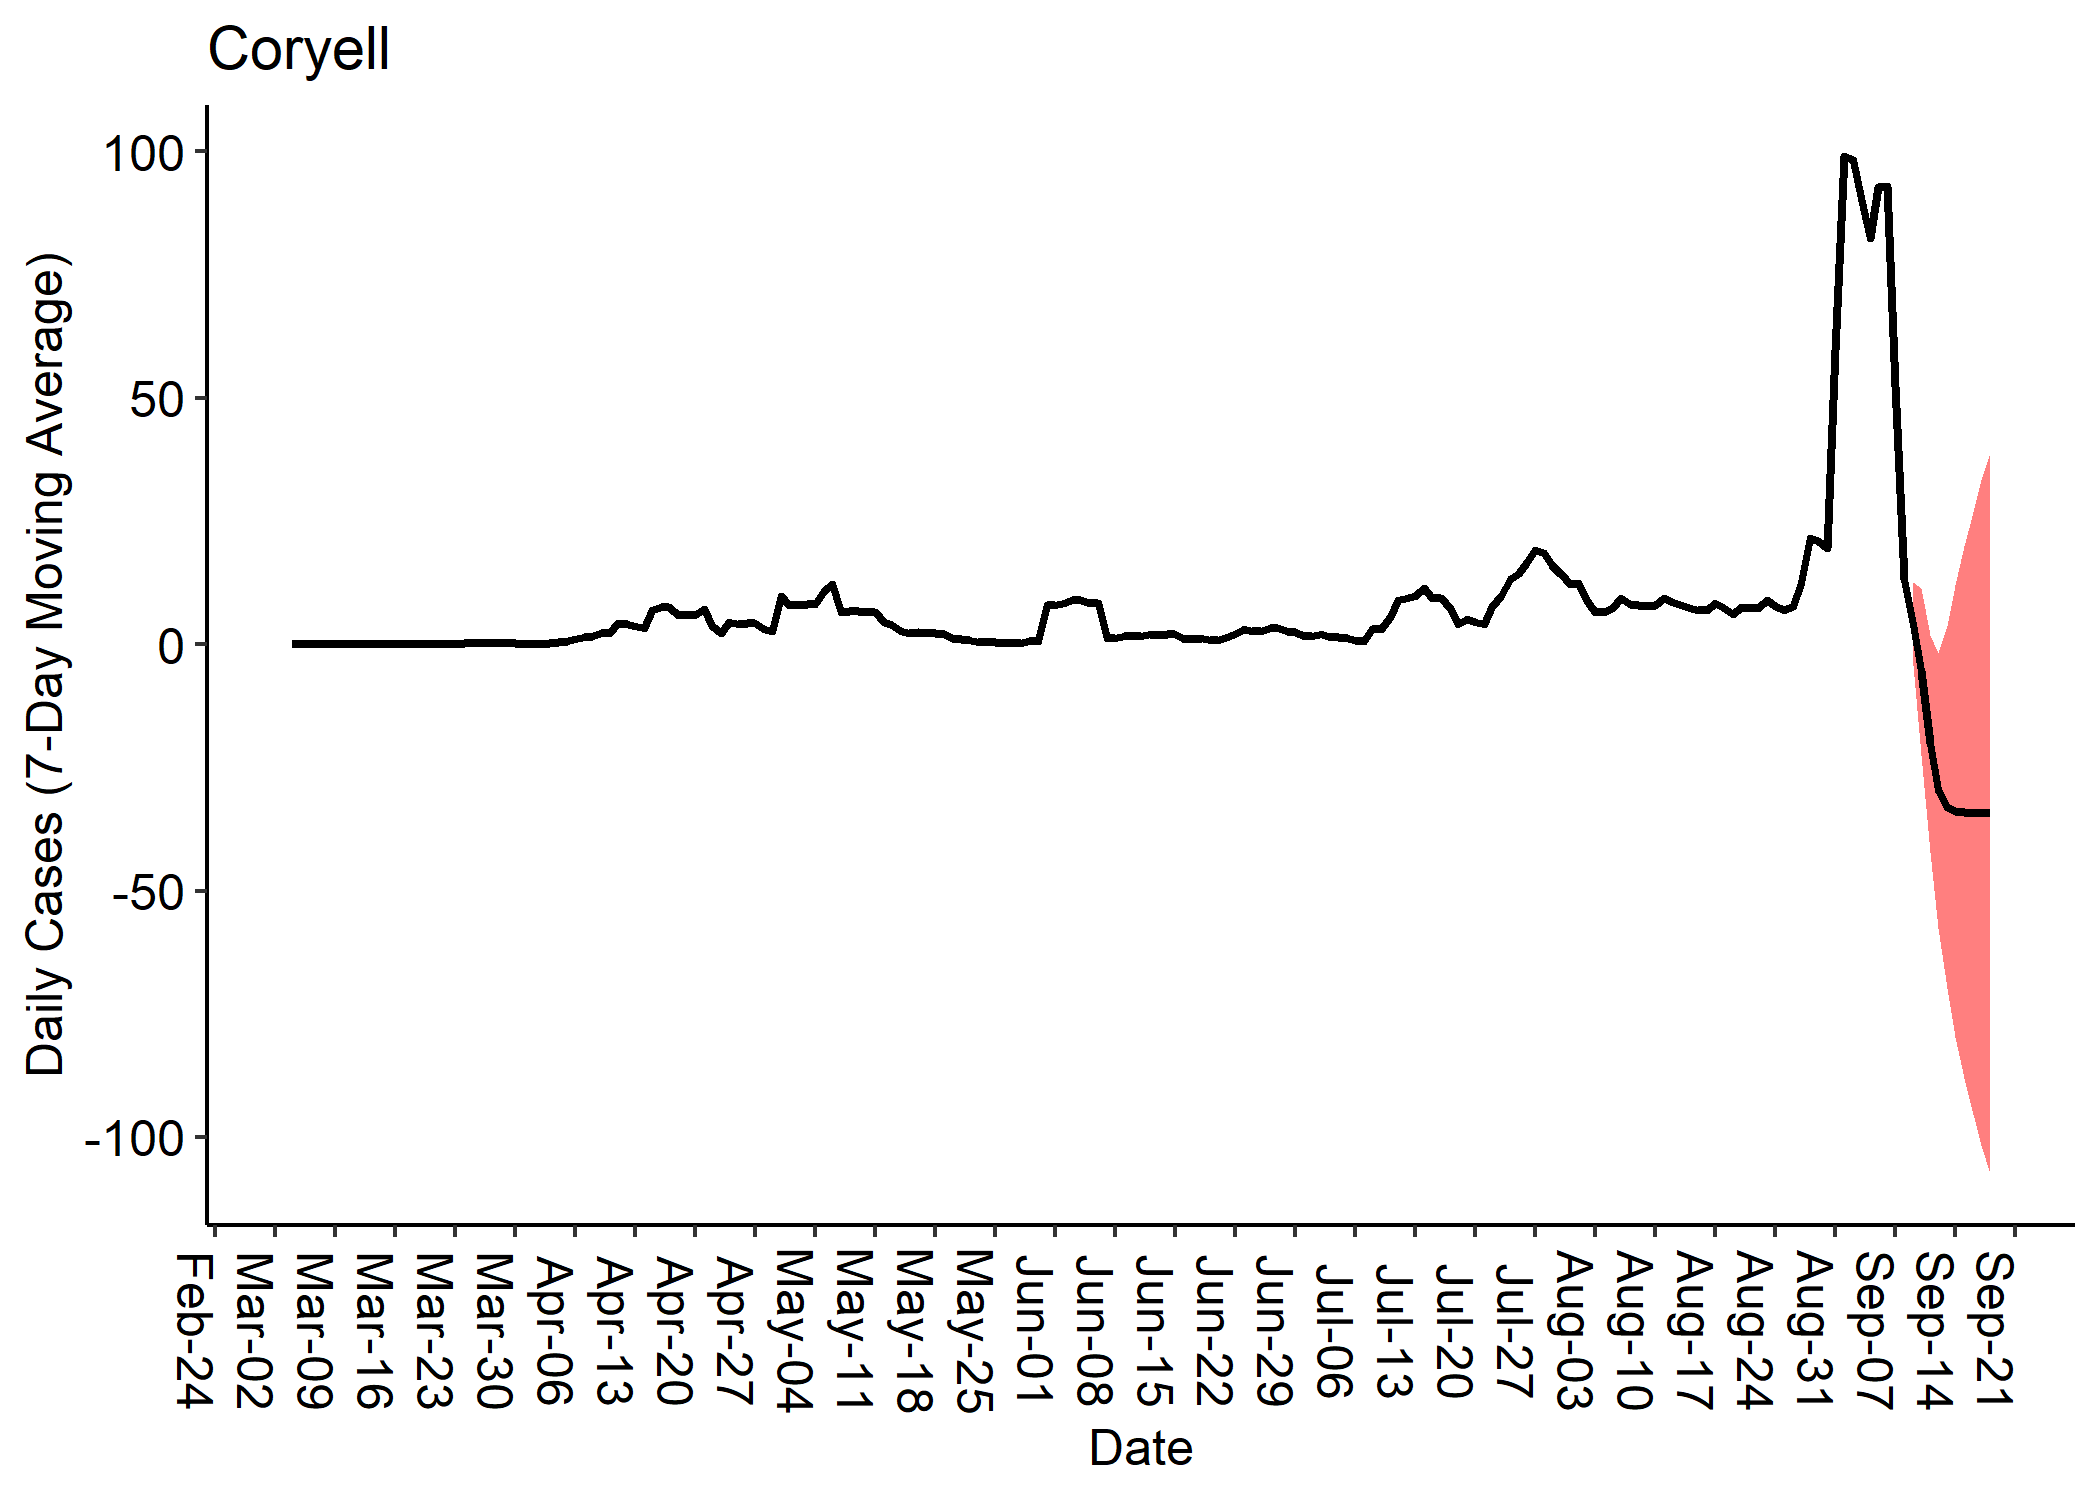 Coryell
Daily Cases (7-Day Moving Average)
100
50
0
-50
-100
Feb-24
Mar-02
Mar-09
Mar-16
Mar-23
Mar-30
Apr-06
Apr-13
Apr-20
Apr-27
May-04
May-11
May-18
May-25
Jun-01
Jun-08
Jun-15
Jun-22
Jun-29
Jul-06
Jul-13
Jul-20
Jul-27
Aug-03
Aug-10
Aug-17
Aug-24
Aug-31
Sep-07
Sep-14
Sep-21
Date